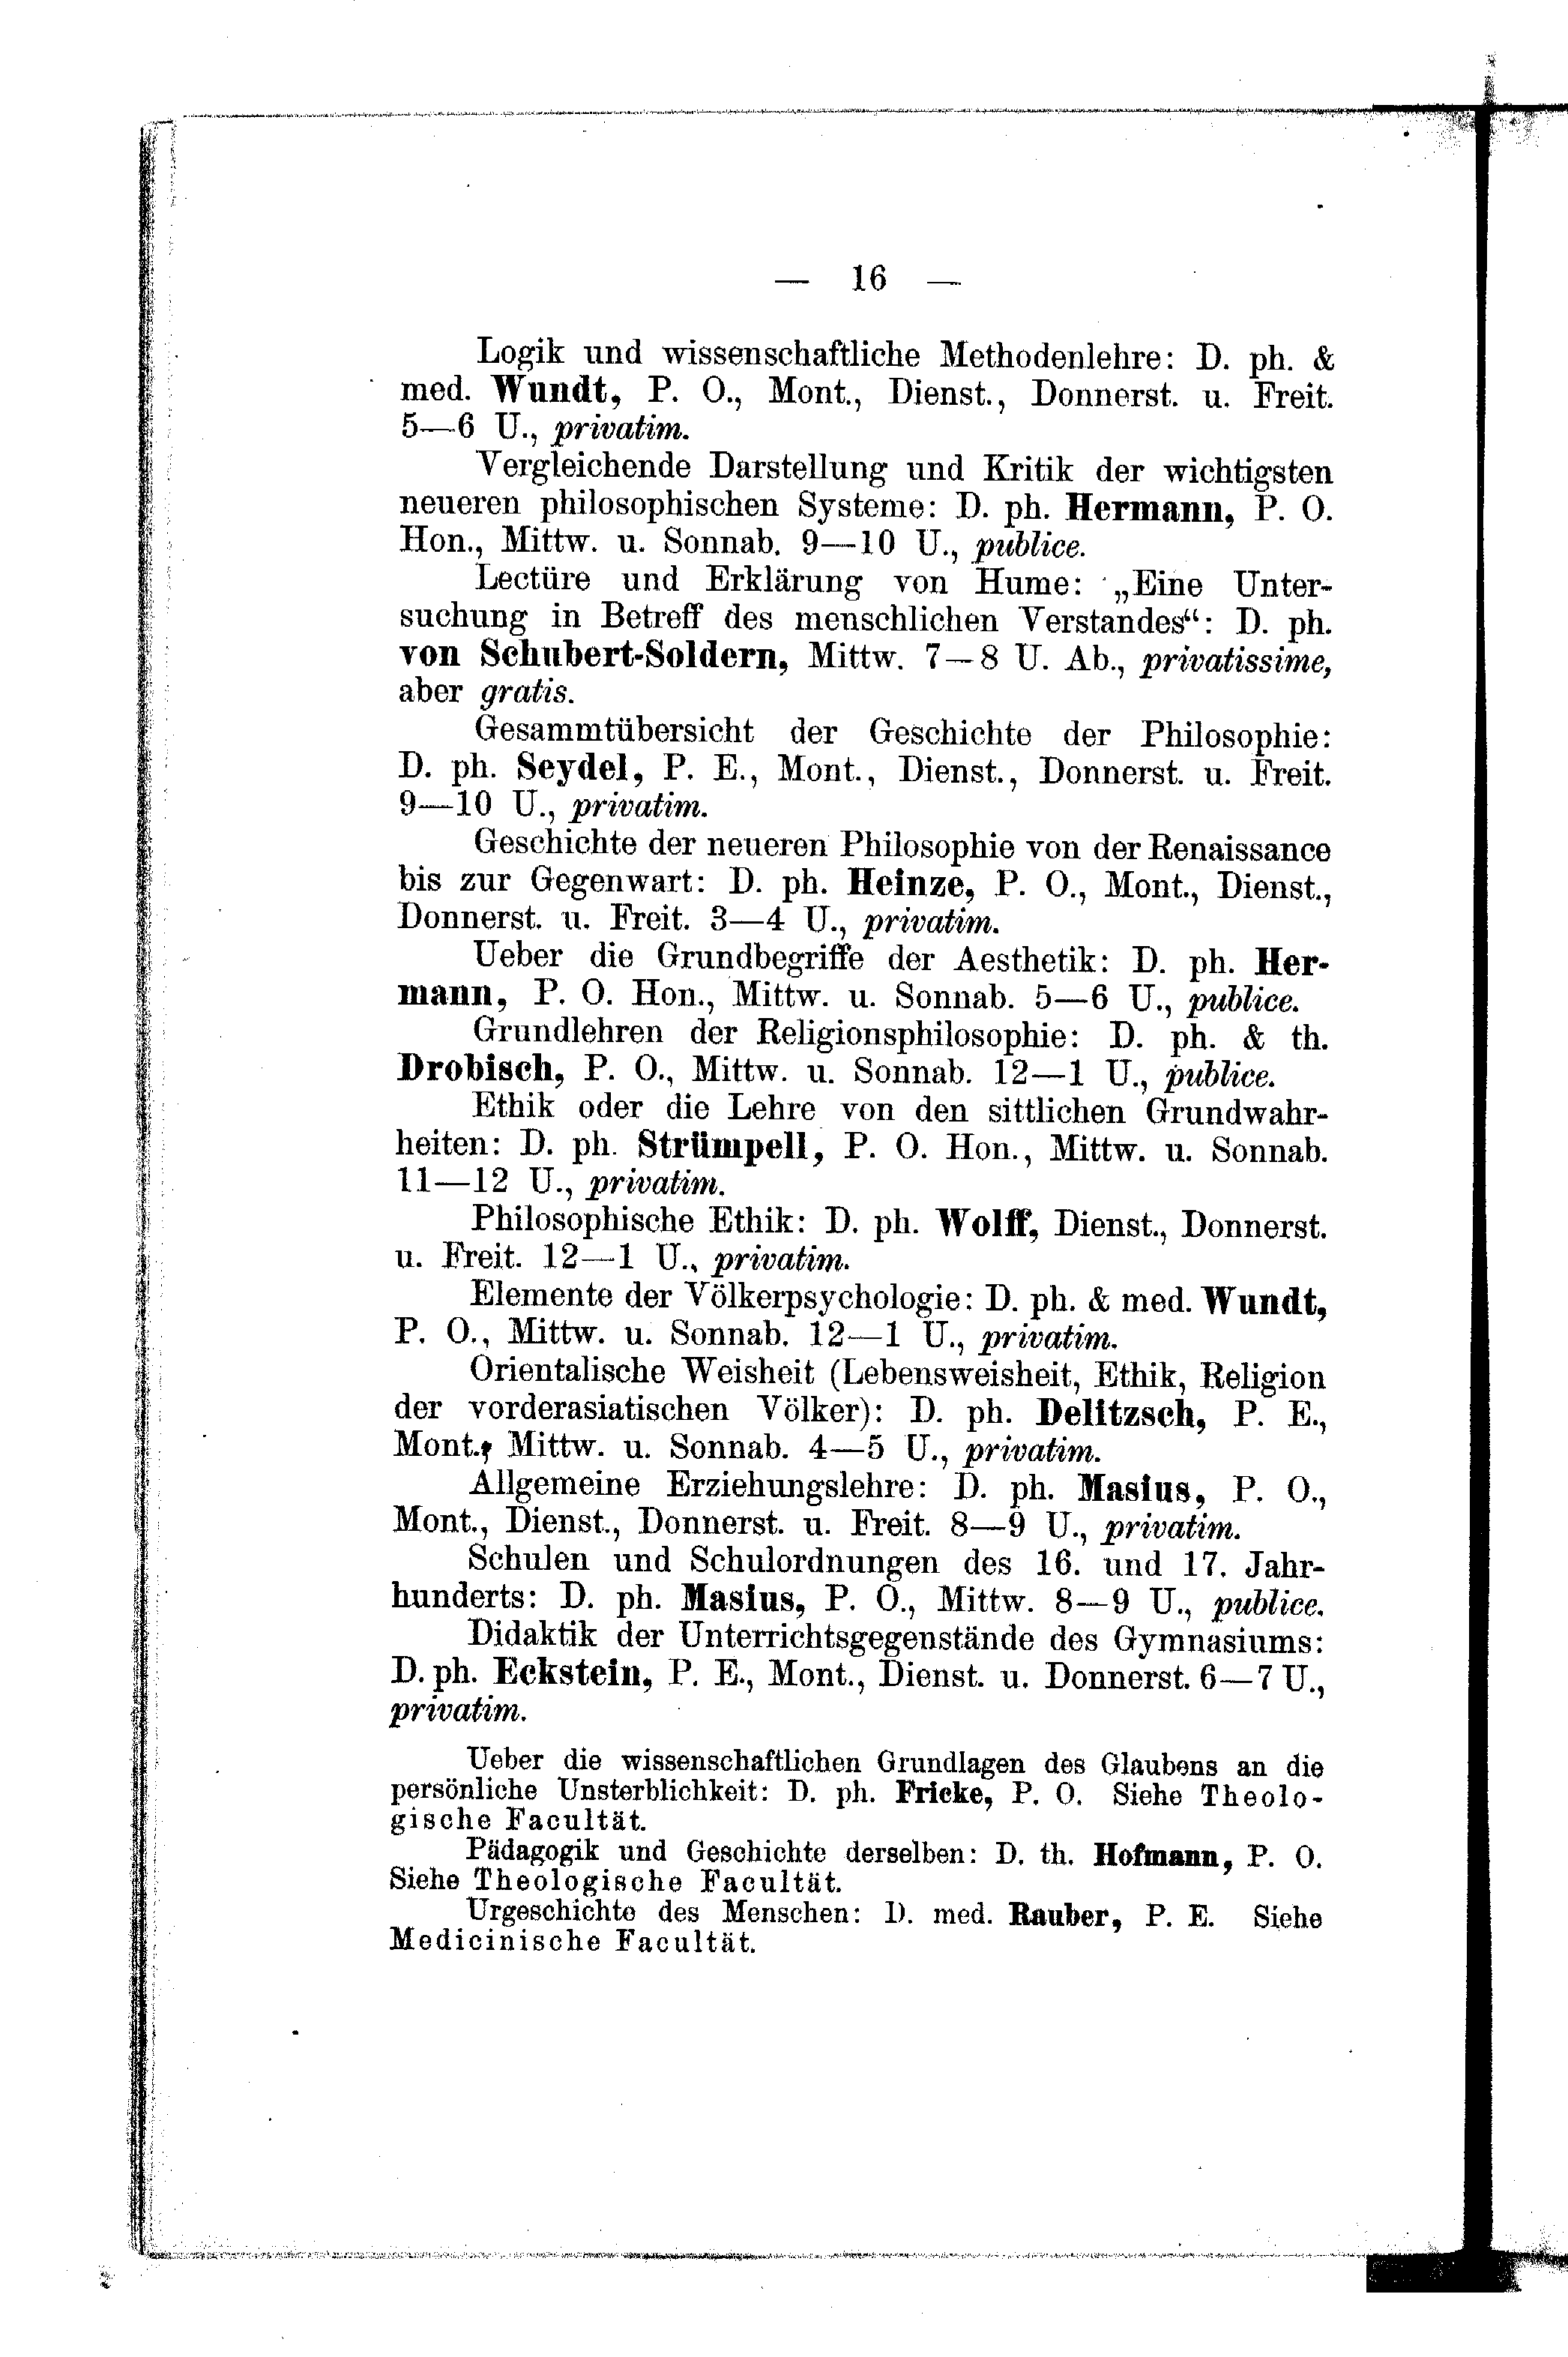 — 16 —
Logik und wissenschaftliche Methodenlehre: D. ph. &
med. Wundt, P. O., Mont., Dienst., Donnerst. u. Freit.
5—6 U., privatim.
Vergleichende Darstellung und Kritik der wichtigsten
neueren philosophischen Systeme: D. ph. Hermann, P. O.
Hon., Mittw. u. Sonnab. 9—10 U., publice.
Lectüre und Erklärung von Hume: „Eine Unter-
suchung in Betreff des menschlichen Verstandes“: D. ph.
von Schubert-Soldern, Mittw. 7—8 U. Ab., privatissime,
aber gratis.
Gesammtübersicht der Geschichte der Philosophie:
D. ph. Seydel, P. E., Mont., Dienst., Donnerst. u. Freit.
9—10 U., privatim.
Geschichte der neueren Philosophie von der Renaissance
bis zur Gegenwart: D. ph. Heinze, P. O., Mont., Dienst.,
Donnerst. u. Freit. 3—4 U., privatim.
Ueber die Grundbegriffe der Aesthetik: D. ph. Her-
mann, P. O. Hon., Mittw. u. Sonnab. 5—6 U., publice.
Grundlehren der Religionsphilosophie: D. ph. & th.
Drobisch, P. O., Mittw. u. Sonnab. 12—1 U., publice.
Ethik oder die Lehre von den sittlichen Grundwahr-
heiten: D. ph. Strümpell, P. O. Hon., Mittw. u. Sonnab.
11—12 U., privatim.
Philosophische Ethik: D. ph. Wolff, Dienst., Donnerst.
u. Freit. 12—1 U., privatim.
Elemente der Völkerpsychologie: D. ph. & med. Wundt,
P. O., Mittw. u. Sonnab. 12—1 U., privatim.
Orientalische Weisheit (Lebensweisheit, Ethik, Religion
der vorderasiatischen Völker): D. ph. Delitzsch, P. E.,
Mont., Mittw. u. Sonnab. 4—5 U., privatim.
Allgemeine Erziehungslehre: D. ph. Masius, P. O.,
Mont., Dienst., Donnerst. u. Freit. 8—9 U., privatim.
Schulen und Schulordnungen des 16. und 17. Jahr-
hunderts: D. ph. Masius, P. O., Mittw. 8—9 U., publice.
Didaktik der Unterrichtsgegenstände des Gymnasiums:
D. ph. Eckstein, P. E., Mont., Dienst. u. Donnerst. 6—7 U.,
privatim.
Ueber die wissenschaftlichen Grundlagen des Glaubens an die
persönliche Unsterblichkeit: D. ph. Fricke, P. O. Siehe Theolo-
gische Facultät.
Pädagogik und Geschichte derselben: D. th. Hofmann, P. O.
Siehe Theologische Facultät.
Urgeschichte des Menschen: D. med. Rauber, P. E. Siehe
Medicinische Facultät.